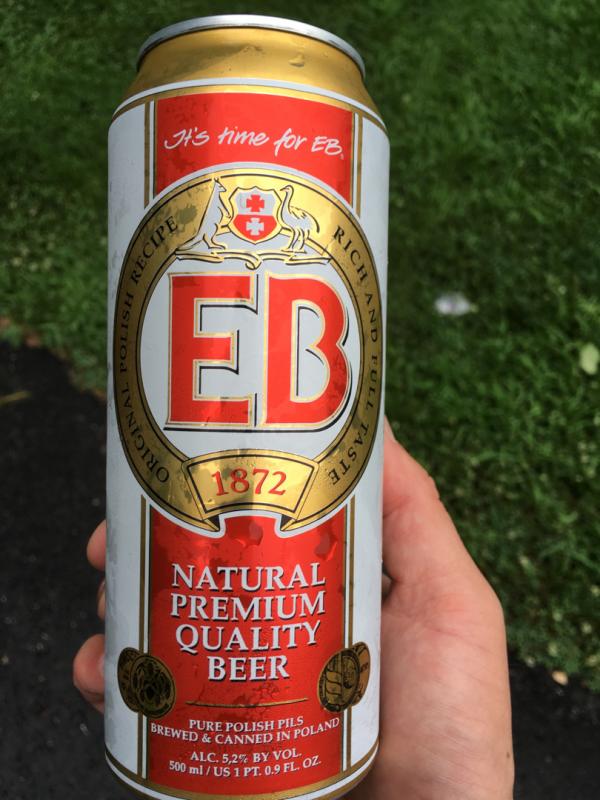 It's time for EB.
ORIGINAL POLISH RECIPE
RICH AND FULL TASTE
EB
1872
NATURAL
PREMIUM
QUALITY
BEER
PURE POLISH PILS
BREWED & CANNED IN POLAND
ALC. 5,2% BY VOL.
500 ml / US 1 PT. 0.9 FL. OZ.